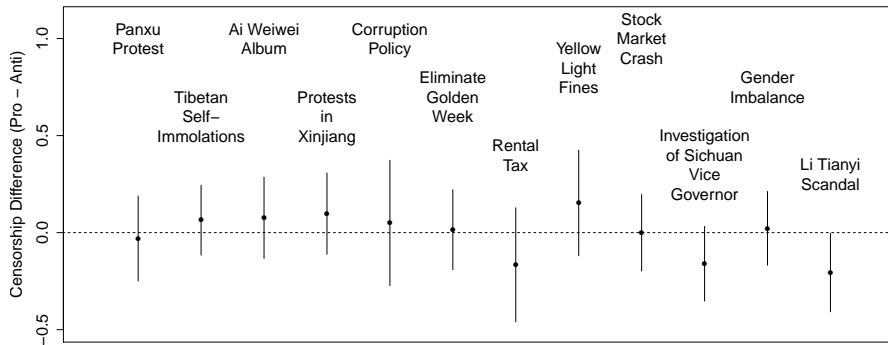 Censorship Difference (Pro − Anti)
1.0
0.5
0.0
−0.5
Panxu
Protest
Tibetan
Self−
Immolations
Ai Weiwei
Album
Protests
in
Xinjiang
Corruption
Policy
Eliminate
Golden
Week
Rental
Tax
Yellow
Light
Fines
Stock
Market
Crash
Investigation
of Sichuan
Vice
Governor
Gender
Imbalance
Li Tianyi
Scandal